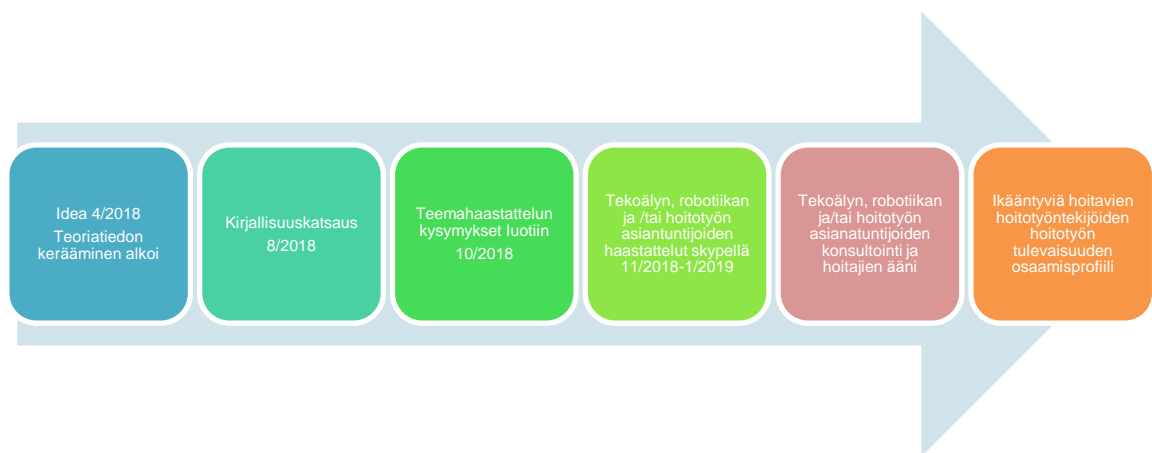 Idea 4/2018
Teoriatiedon
kerääminen alkoi
Kirjallisuuskatsaus
8/2018
Teemahaastattelun
kysymykset luotiin
10/2018
Tekoälyn, robotiikan
ja /tai hoitotyön
asiantuntijoiden
haastattelut skypellä
11/2018-1/2019
Tekoälyn, robotiikan
ja/tai hoitotyön
asianatuntijoiden
konsultointi ja
hoitajien ääni
Ikääntyviä hoitavien
hoitotyöntekijöiden
hoitotyön
tulevaisuuden
osaamisprofiili